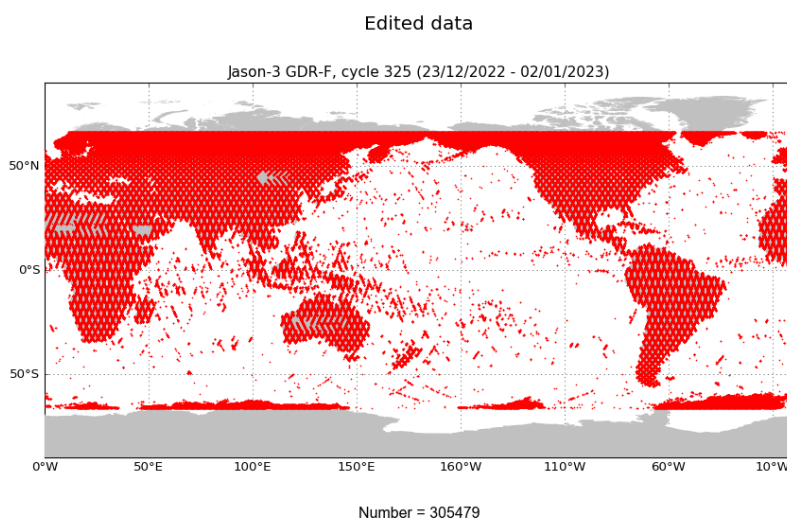 Edited data
Jason-3 GDR-F, cycle 325 (23/12/2022 - 02/01/2023)
50°N
0°S
50°S
0°W 50°E 100°E 150°E 160°W 110°W 60°W 10°W
Number = 305479